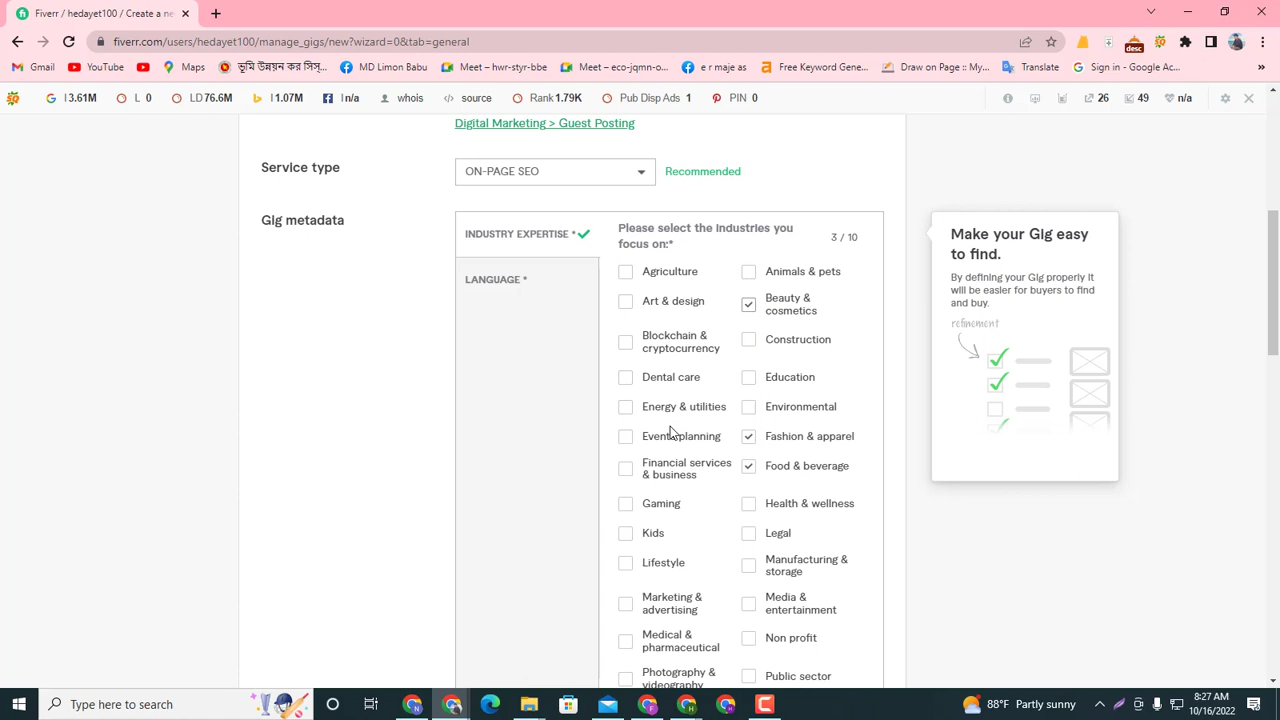 Fiverr / hedayet100 / Create a ne
fiverr.com/users/hedayet100/manage_gigs/new?wizard=0&tab=general
Gmail YouTube Maps ভূমি উন্নয়ন কর সিস্... MD Limon Babu Meet – hwr-stry-bbe Meet – eco-jqmn-o... e r maje as Free Keyword Gene... Draw on Page :: My... Translate Sign in - Google Ac... »
desc
I 3.61M L 0 LD 76.6M I 1.07M I n/a whois source Rank 1.79K Pub Disp Ads 1 PIN 0 26 49 n/a
Digital Marketing > Guest Posting
Service type
ON-PAGE SEO
Recommended
Gig metadata
INDUSTRY EXPERTISE *
LANGUAGE *
Please select the industries you
focus on:*
3 / 10
Agriculture
Animals & pets
Art & design
Beauty &
cosmetics
Blockchain &
cryptocurrency
Construction
Dental care
Education
Energy & utilities
Environmental
Event planning
Fashion & apparel
Financial services
& business
Food & beverage
Gaming
Health & wellness
Kids
Legal
Lifestyle
Manufacturing &
storage
Marketing &
advertising
Media &
entertainment
Medical &
pharmaceutical
Non profit
Photography &
videography
Public sector
Make your Gig easy
to find.
By defining your Gig properly it
will be easier for buyers to find
and buy.
refinement
Type here to search
88°F Partly sunny
8:27 AM
10/16/2022